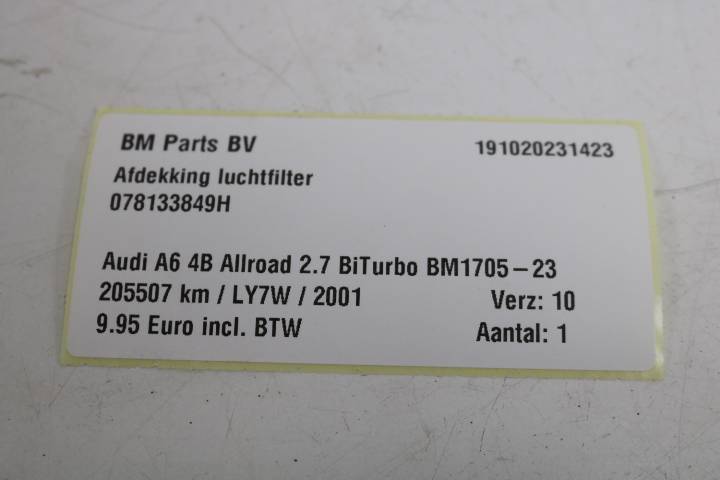 BM Parts BV 191020231423
Afdekking luchtfilter
078133849H
Audi A6 4B Allroad 2.7 BiTurbo BM1705-23
205507 km / LY7W / 2001 Verz: 10
9.95 Euro incl. BTW Aantal: 1